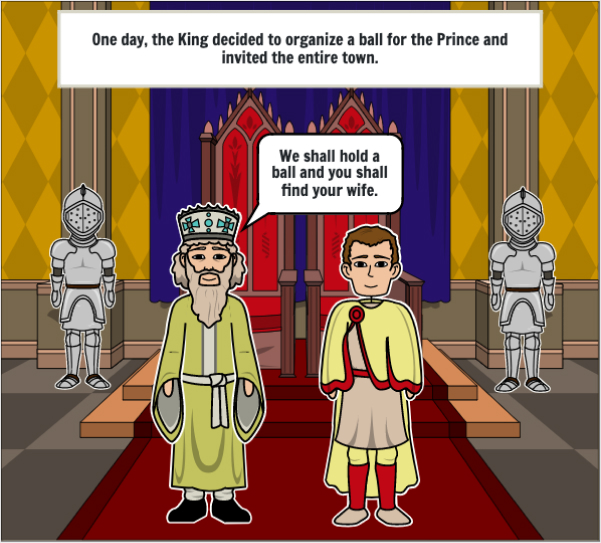 One day, the King decided to organize a ball for the Prince and
invited the entire town.
We shall hold a
ball and you shall
find your wife.